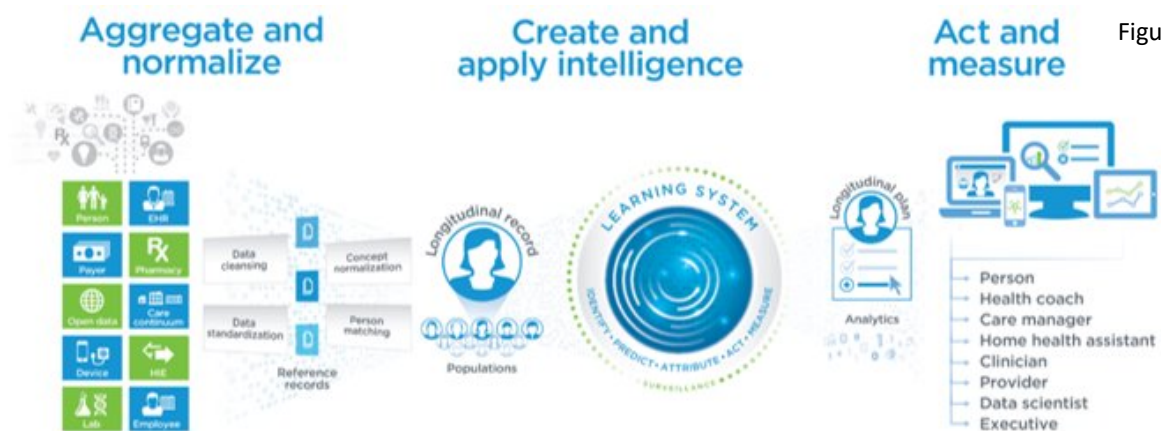 Aggregate and
normalize
Create and
apply intelligence
Act and
measure
Figu
Rx
Person
EHR
Payer
Rx
Pharmacy
Open data
Care
continuum
Device
HIE
Lab
Employee
Data
cleansing
Concept
normalization
Data
standardization
Person
matching
Reference
records
Longitudinal record
Populations
LEARNING SYSTEM
IDENTIFY • PREDICT • ATTRIBUTE • ACT • MEASURE
SURVEILLANCE
Longitudinal plan
Analytics
Person
Health coach
Care manager
Home health assistant
Clinician
Provider
Data scientist
Executive